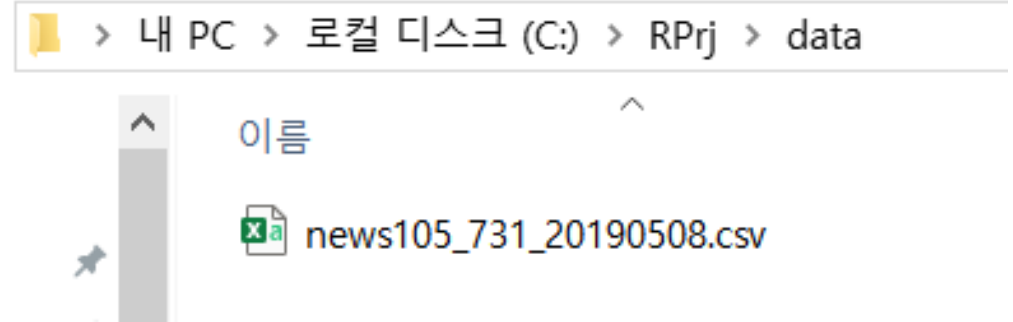 내 PC > 로컬 디스크 (C:) > RPrj > data
이름
news105_731_20190508.csv